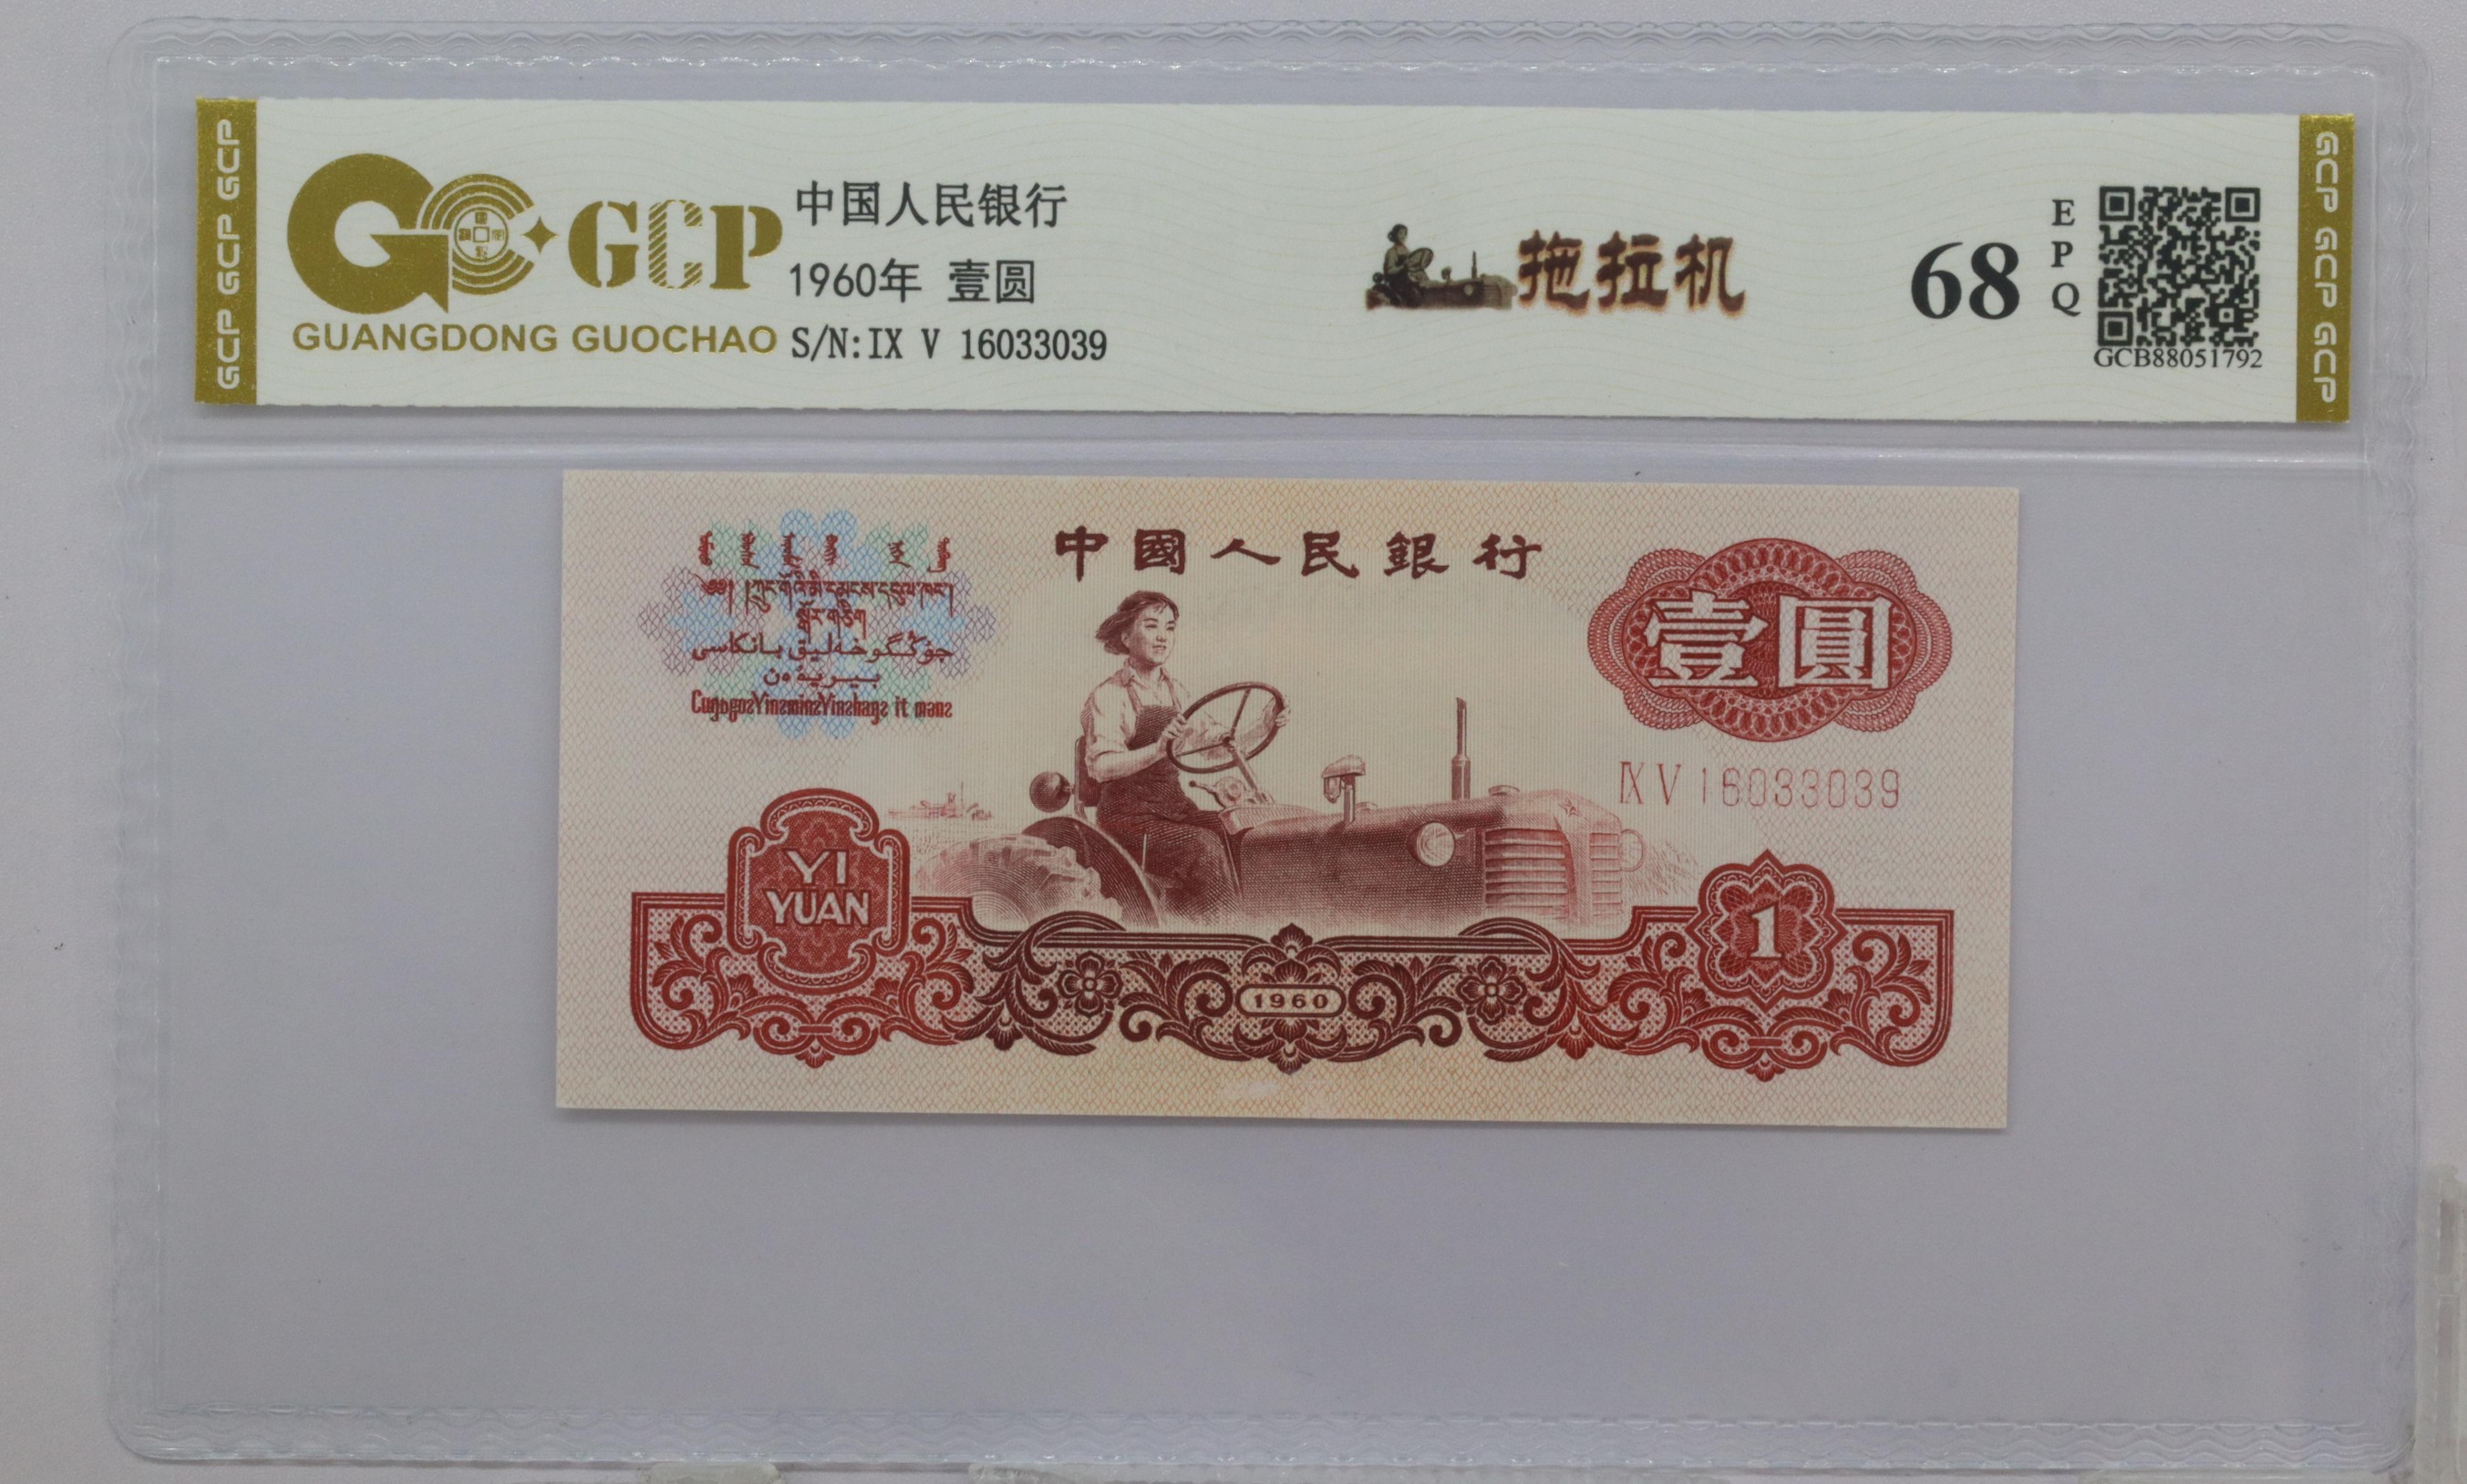 GCP GCP GCP
GCP
GUANGDONG GUOCHAO
中国人民银行
1960年 壹圆
S/N:IX V 16033039
拖拉机
68
E
P
Q
GCB88051792
GCP GCP GCP
中國人民銀行
壹圓
IX V 16033039
YI
YUAN
1960
1